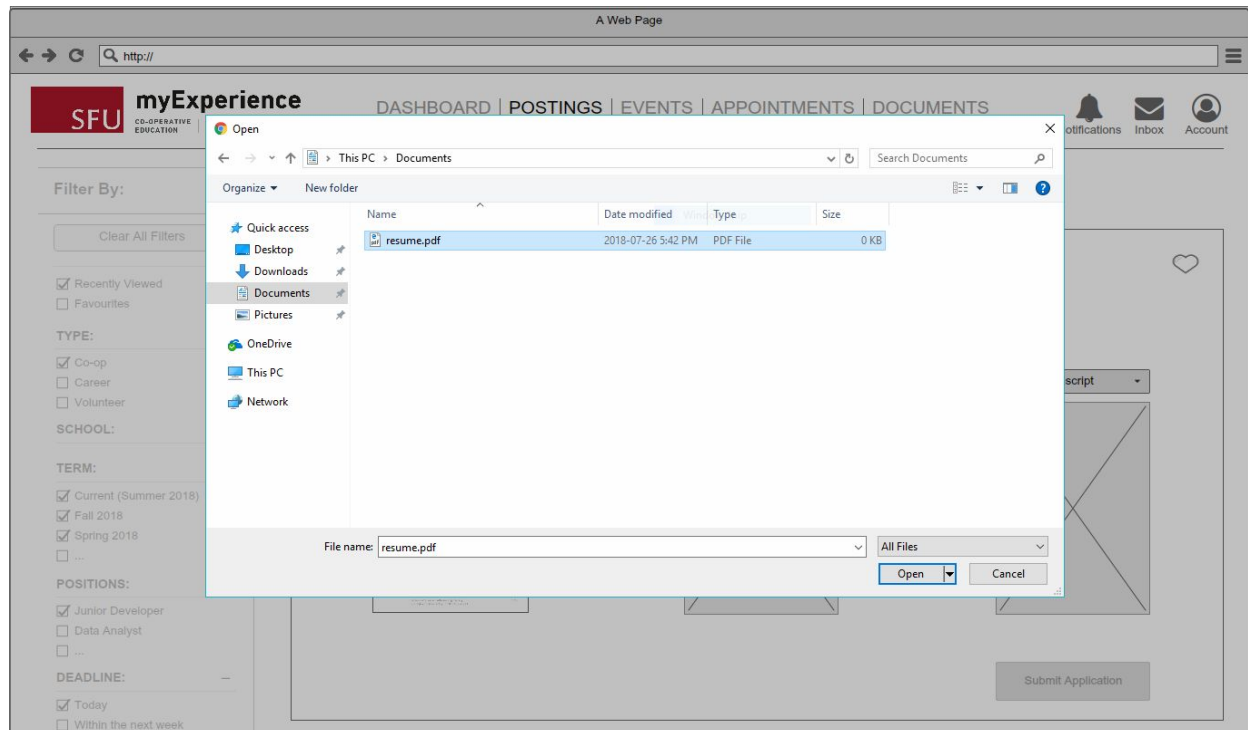 A Web Page
http://
SFU myExperience
CO-OPERATIVE
EDUCATION
DASHBOARD | POSTINGS | EVENTS | APPOINTMENTS | DOCUMENTS
otifications Inbox Account
Open
This PC > Documents
Search Documents
Organize New folder
Name Date modified Type Size
resume.pdf 2018-07-26 5:42 PM PDF File 0 KB
Quick access
Desktop
Downloads
Documents
Pictures
OneDrive
This PC
Network
File name: resume.pdf All Files
Open Cancel
Filter By:
Clear All Filters
Recently Viewed
Favourites
TYPE:
Co-op
Career
Volunteer
SCHOOL:
TERM:
Current (Summer 2018)
Fall 2018
Spring 2018
...
POSITIONS:
Junior Developer
Data Analyst
...
DEADLINE: –
Today
Within the next week
script
Submit Application